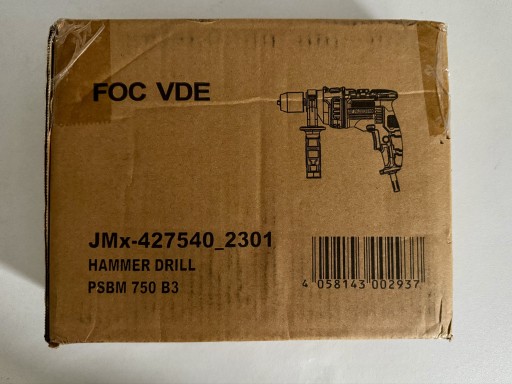 FOC VDE
JMx-427540_2301
HAMMER DRILL
PSBM 750 B3
4 058143 002937